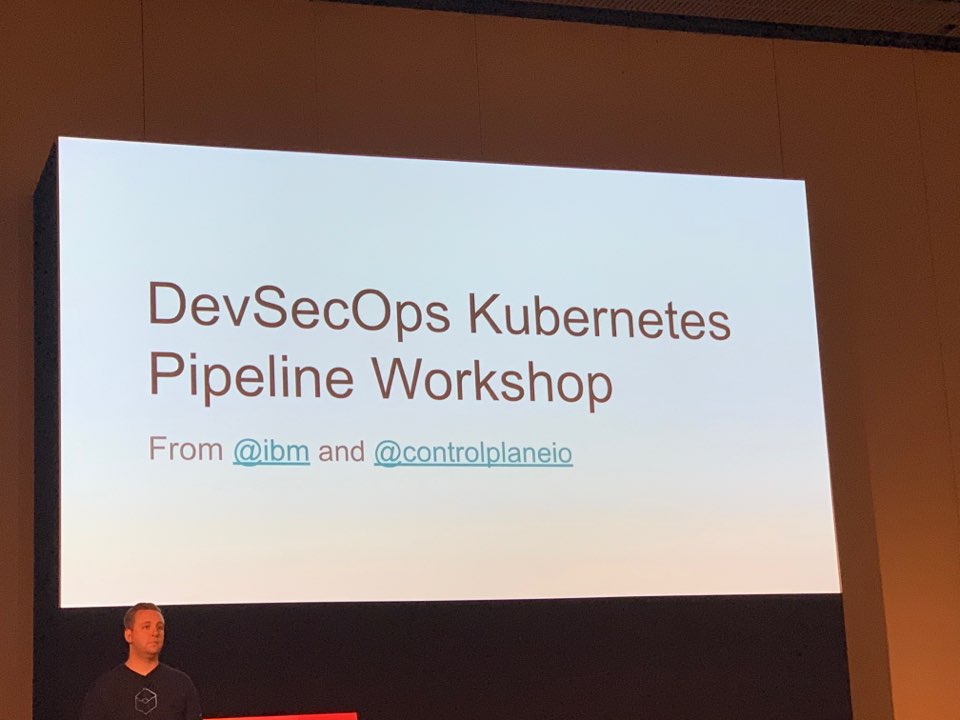 DevSecOps Kubernetes
Pipeline Workshop
From @ibm and @controlplaneio